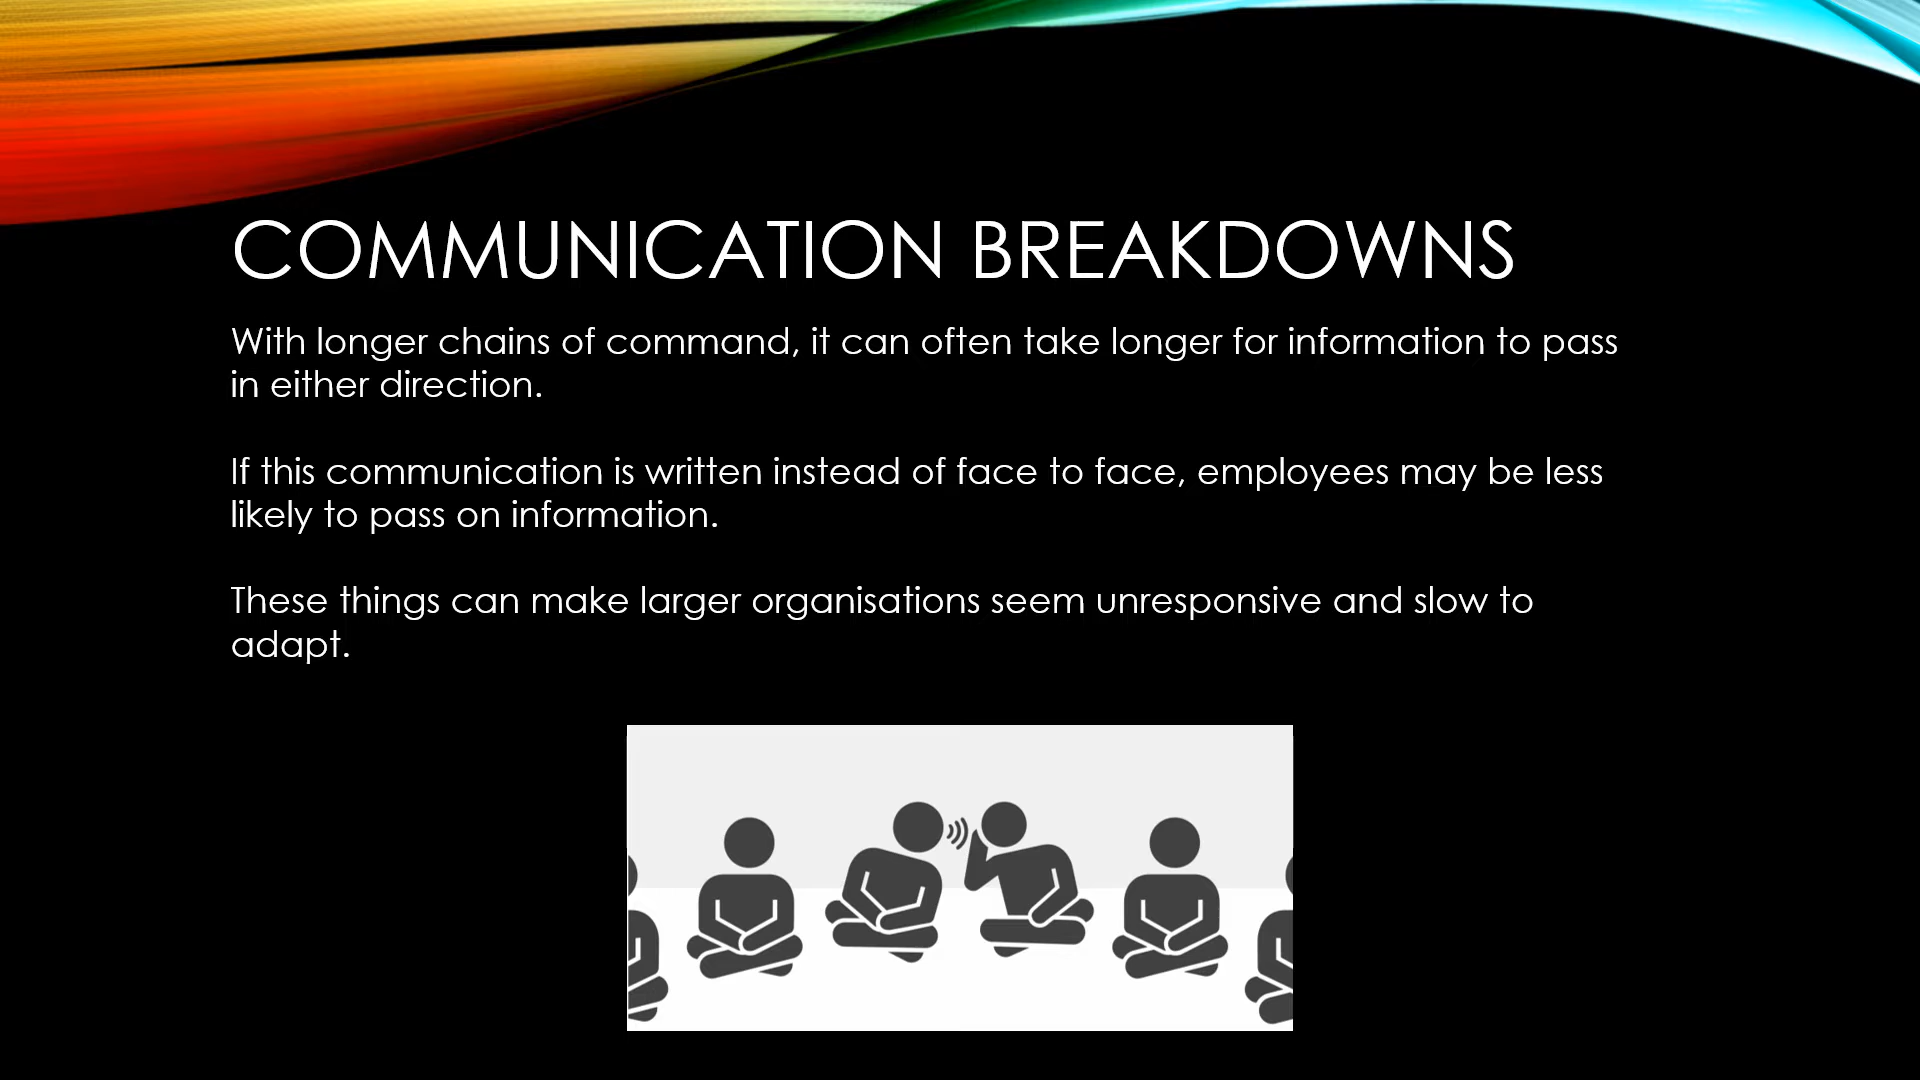 COMMUNICATION BREAKDOWNS
With longer chains of command, it can often take longer for information to pass
in either direction.
If this communication is written instead of face to face, employees may be less
likely to pass on information.
These things can make larger organisations seem unresponsive and slow to
adapt.